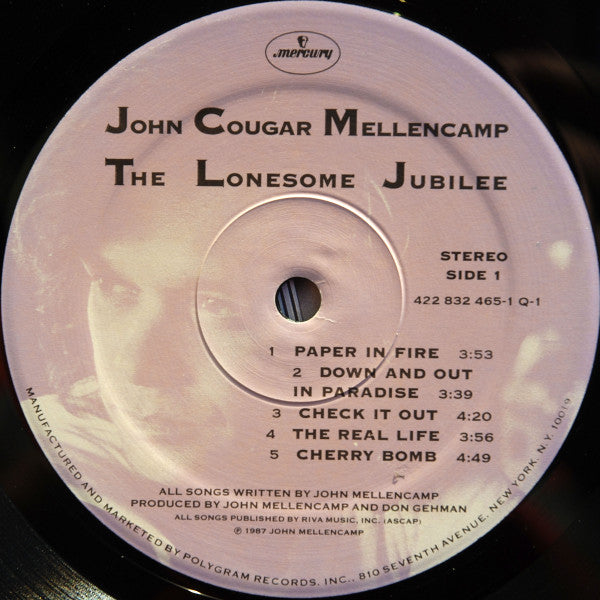 mercury
JOHN COUGAR MELLENCAMP
THE LONESOME JUBILEE
STEREO
SIDE 1
422 832 465-1 Q-1
1 PAPER IN FIRE 3:53
2 DOWN AND OUT
IN PARADISE 3:39
3 CHECK IT OUT 4:20
4 THE REAL LIFE 3:56
5 CHERRY BOMB 4:49
ALL SONGS WRITTEN BY JOHN MELLENCAMP
PRODUCED BY JOHN MELLENCAMP AND DON GEHMAN
ALL SONGS PUBLISHED BY RIVA MUSIC, INC. (ASCAP)
℗ 1987 JOHN MELLENCAMP
MANUFACTURED AND MARKETED BY POLYGRAM RECORDS, INC., 810 SEVENTH AVENUE, NEW YORK, N.Y. 10019